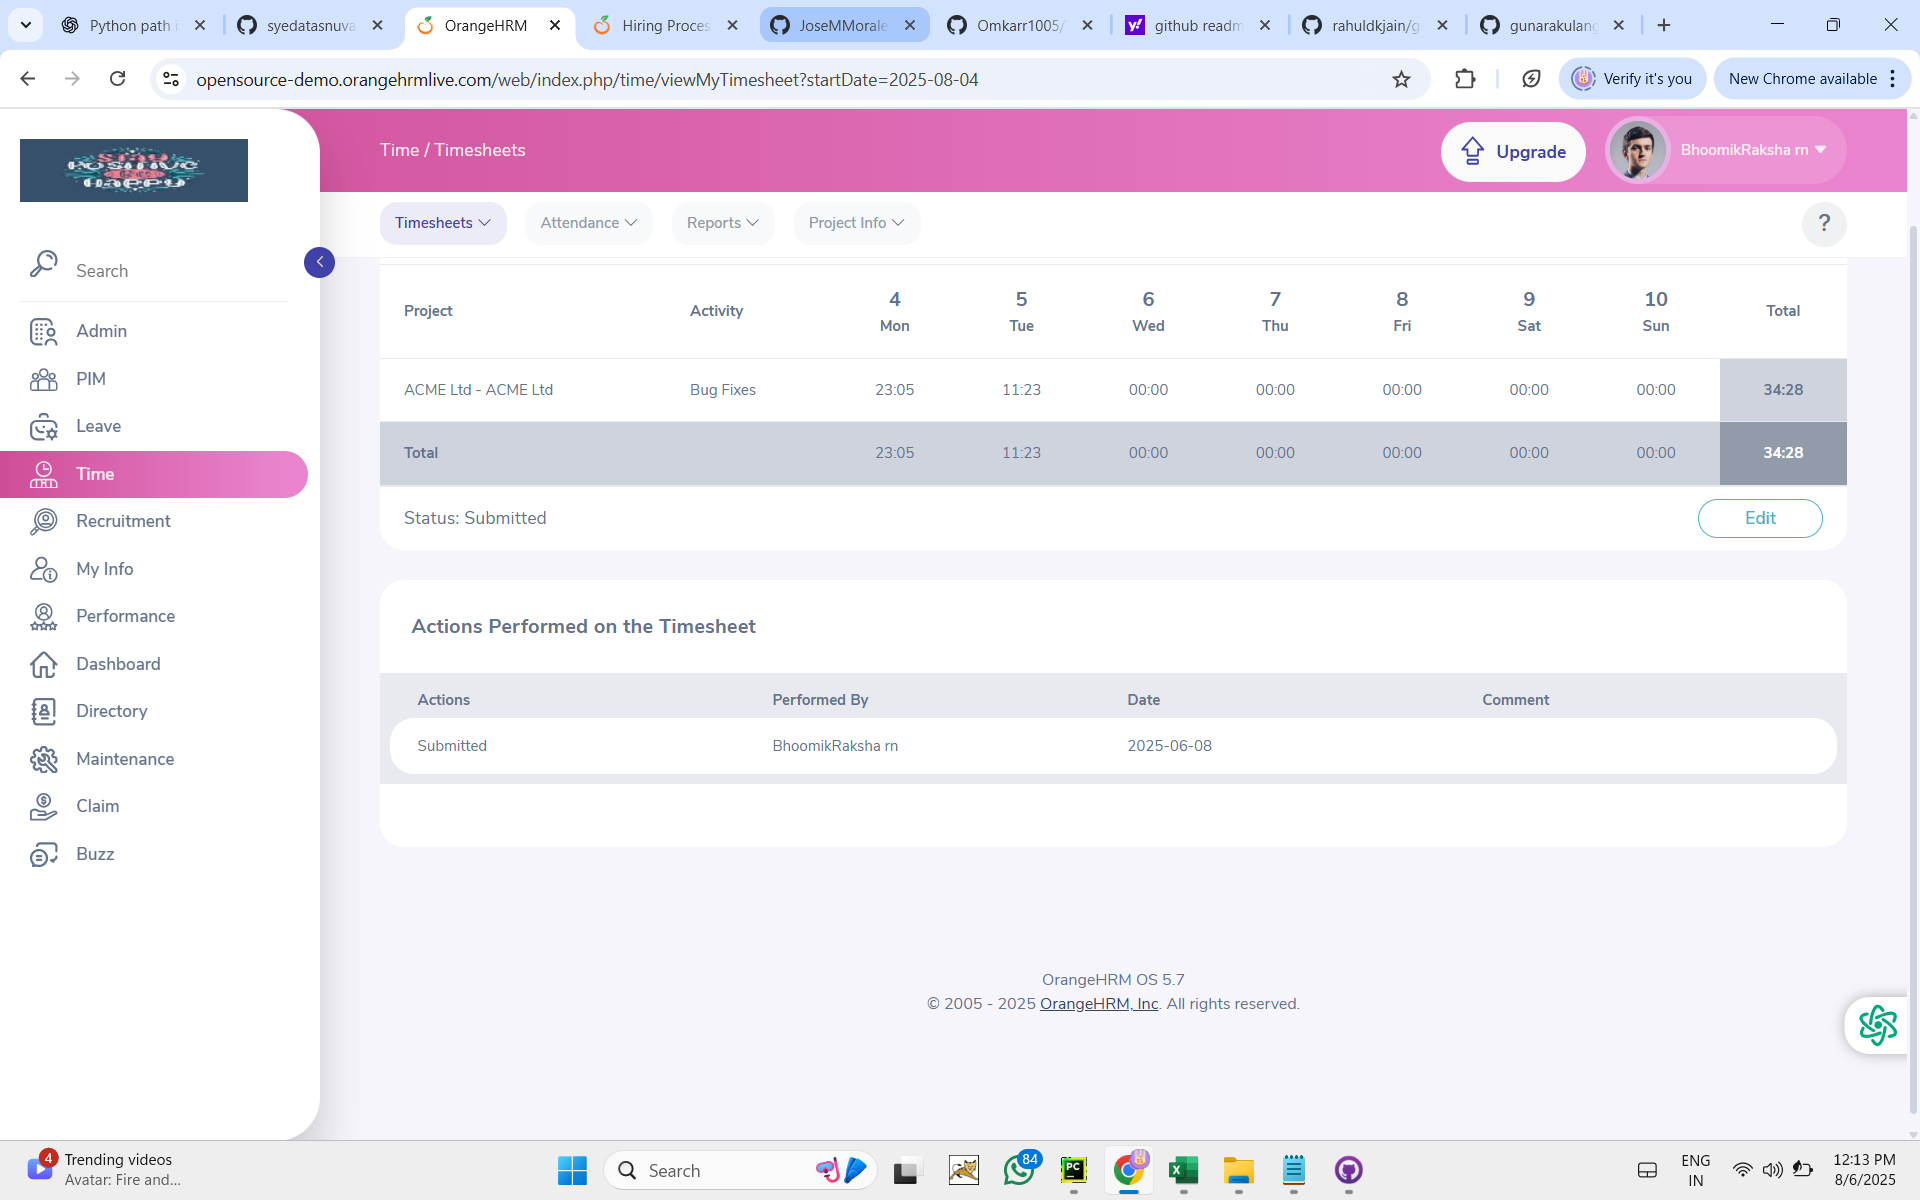 Python path i
syedatasnuva
OrangeHRM
Hiring Proces
JoseMMorale
Omkarr1005/
github readm
rahuldkjain/g
gunarakulan
opensource-demo.orangehrmlive.com/web/index.php/time/viewMyTimesheet?startDate=2025-08-04
Verify it's you
New Chrome available
STAY
POSITIVE
HAPPY
Time / Timesheets
Upgrade
BhoomikRaksha rn
Timesheets
Attendance
Reports
Project Info
?
Search
Admin
PIM
Leave
Time
Recruitment
My Info
Performance
Dashboard
Directory
Maintenance
Claim
Buzz
Project Activity 4 Mon 5 Tue 6 Wed 7 Thu 8 Fri 9 Sat 10 Sun Total
ACME Ltd - ACME Ltd Bug Fixes 23:05 11:23 00:00 00:00 00:00 00:00 00:00 34:28
Total 23:05 11:23 00:00 00:00 00:00 00:00 00:00 34:28
Status: Submitted
Edit
Actions Performed on the Timesheet
Actions Performed By Date Comment
Submitted BhoomikRaksha rn 2025-06-08
OrangeHRM OS 5.7
© 2005 - 2025 OrangeHRM, Inc. All rights reserved.
4
Trending videos
Avatar: Fire and...
Search
84
PC
ENG
IN
12:13 PM
8/6/2025